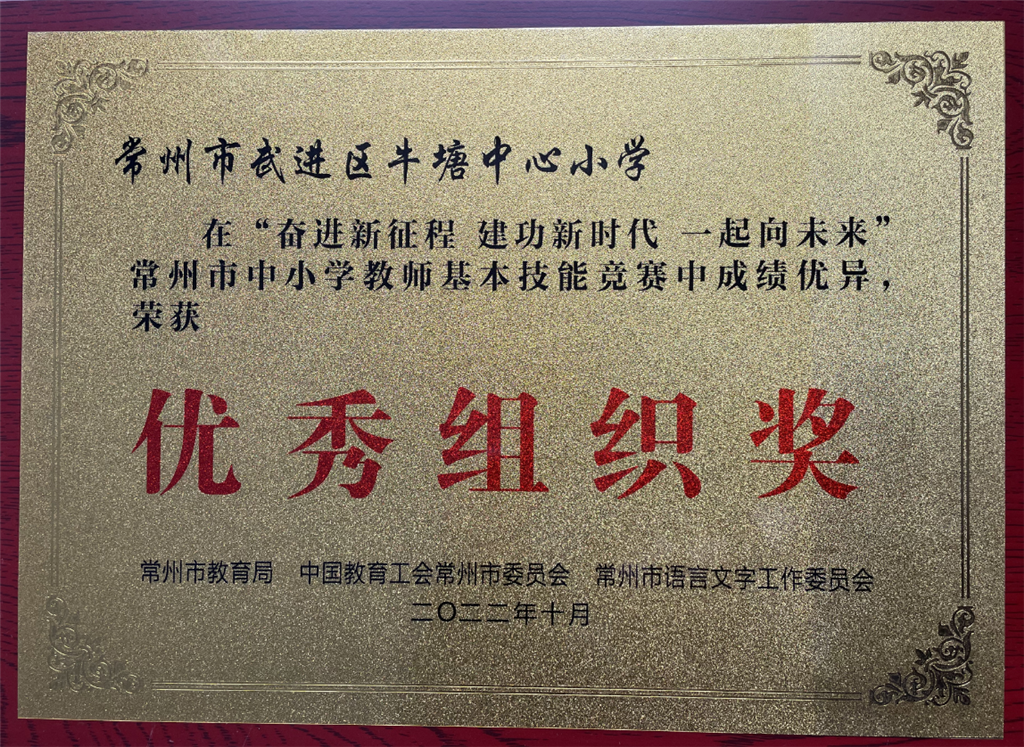 常州市武进区牛塘中心小学
在“奋进新征程 建功新时代 一起向未来”
常州市中小学教师基本技能竞赛中成绩优异，
荣获
优秀组织奖
常州市教育局 中国教育工会常州市委员会 常州市语言文字工作委员会
二〇二二年十月